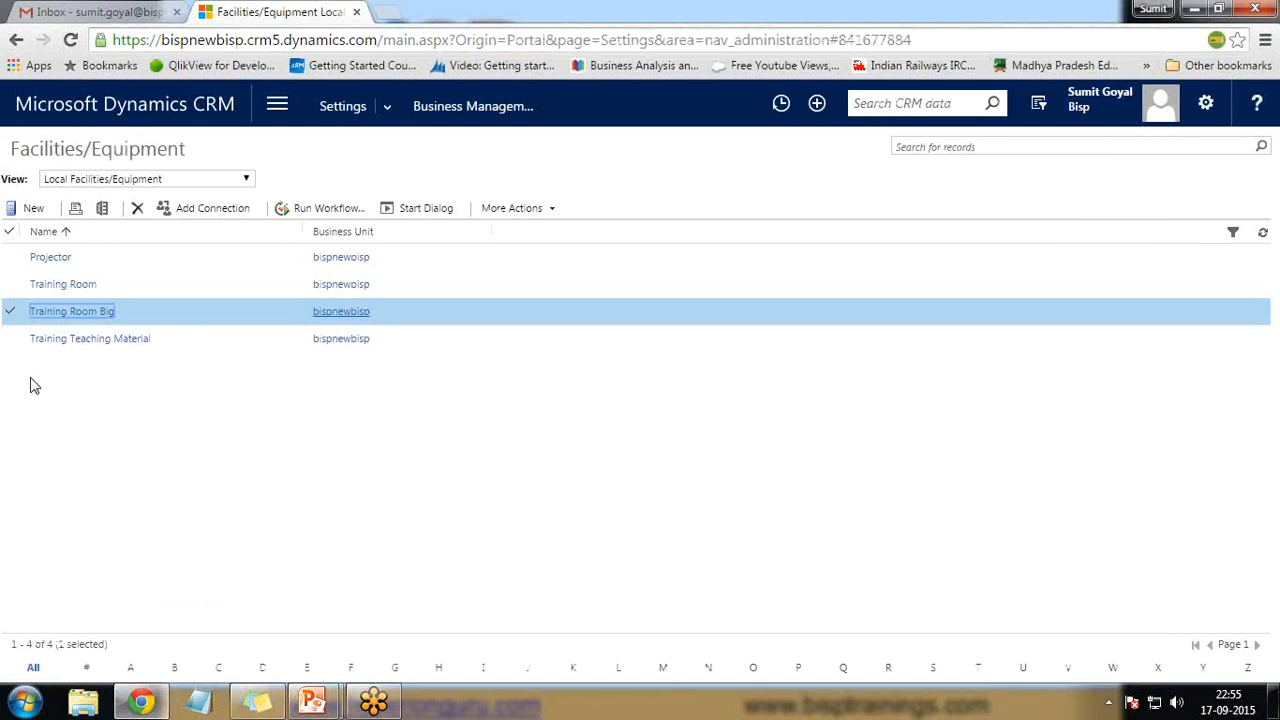 Inbox - sumit.goyal@bisp
Facilities/Equipment Local
Sumit
https://bispnewbisp.crm5.dynamics.com/main.aspx?Origin=Portal&page=Settings&area=nav_administration#841677884
Apps
Bookmarks
QlikView for Develo...
Getting Started Cou...
Video: Getting start...
Business Analysis an...
Free Youtube Views,...
Indian Railways IRC...
Madhya Pradesh Ed...
»
Other bookmarks
Microsoft Dynamics CRM
Settings
Business Managem...
Search CRM data
Sumit Goyal
Bisp
?
Facilities/Equipment
Search for records
View:
Local Facilities/Equipment
New
Add Connection
Run Workflow...
Start Dialog
More Actions
Name
Business Unit
Projector bispnewbisp
Training Room bispnewbisp
Training Room Big bispnewbisp
Training Teaching Material bispnewbisp
1 - 4 of 4 (1 selected)
Page 1
All # A B C D E F G H I J K L M N O P Q R S T U V W X Y Z
www.bisptrainings.com
22:55
17-09-2015